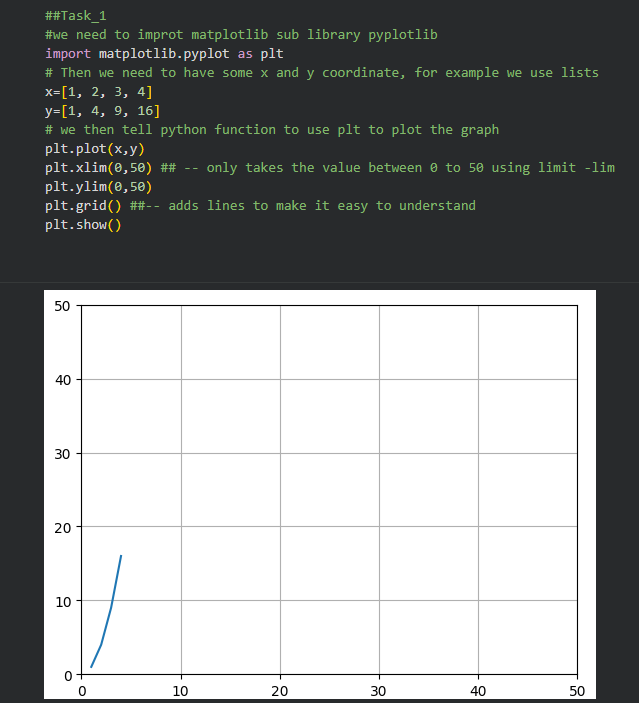 ##Task_1
#we need to improt matplotlib sub library pyplotlib
import matplotlib.pyplot as plt
# Then we need to have some x and y coordinate, for example we use lists
x=[1, 2, 3, 4]
y=[1, 4, 9, 16]
# we then tell python function to use plt to plot the graph
plt.plot(x,y)
plt.xlim(0,50) ## -- only takes the value between 0 to 50 using limit -lim
plt.ylim(0,50)
plt.grid() ##-- adds lines to make it easy to understand
plt.show()
50
40
30
20
10
0
0 10 20 30 40 50